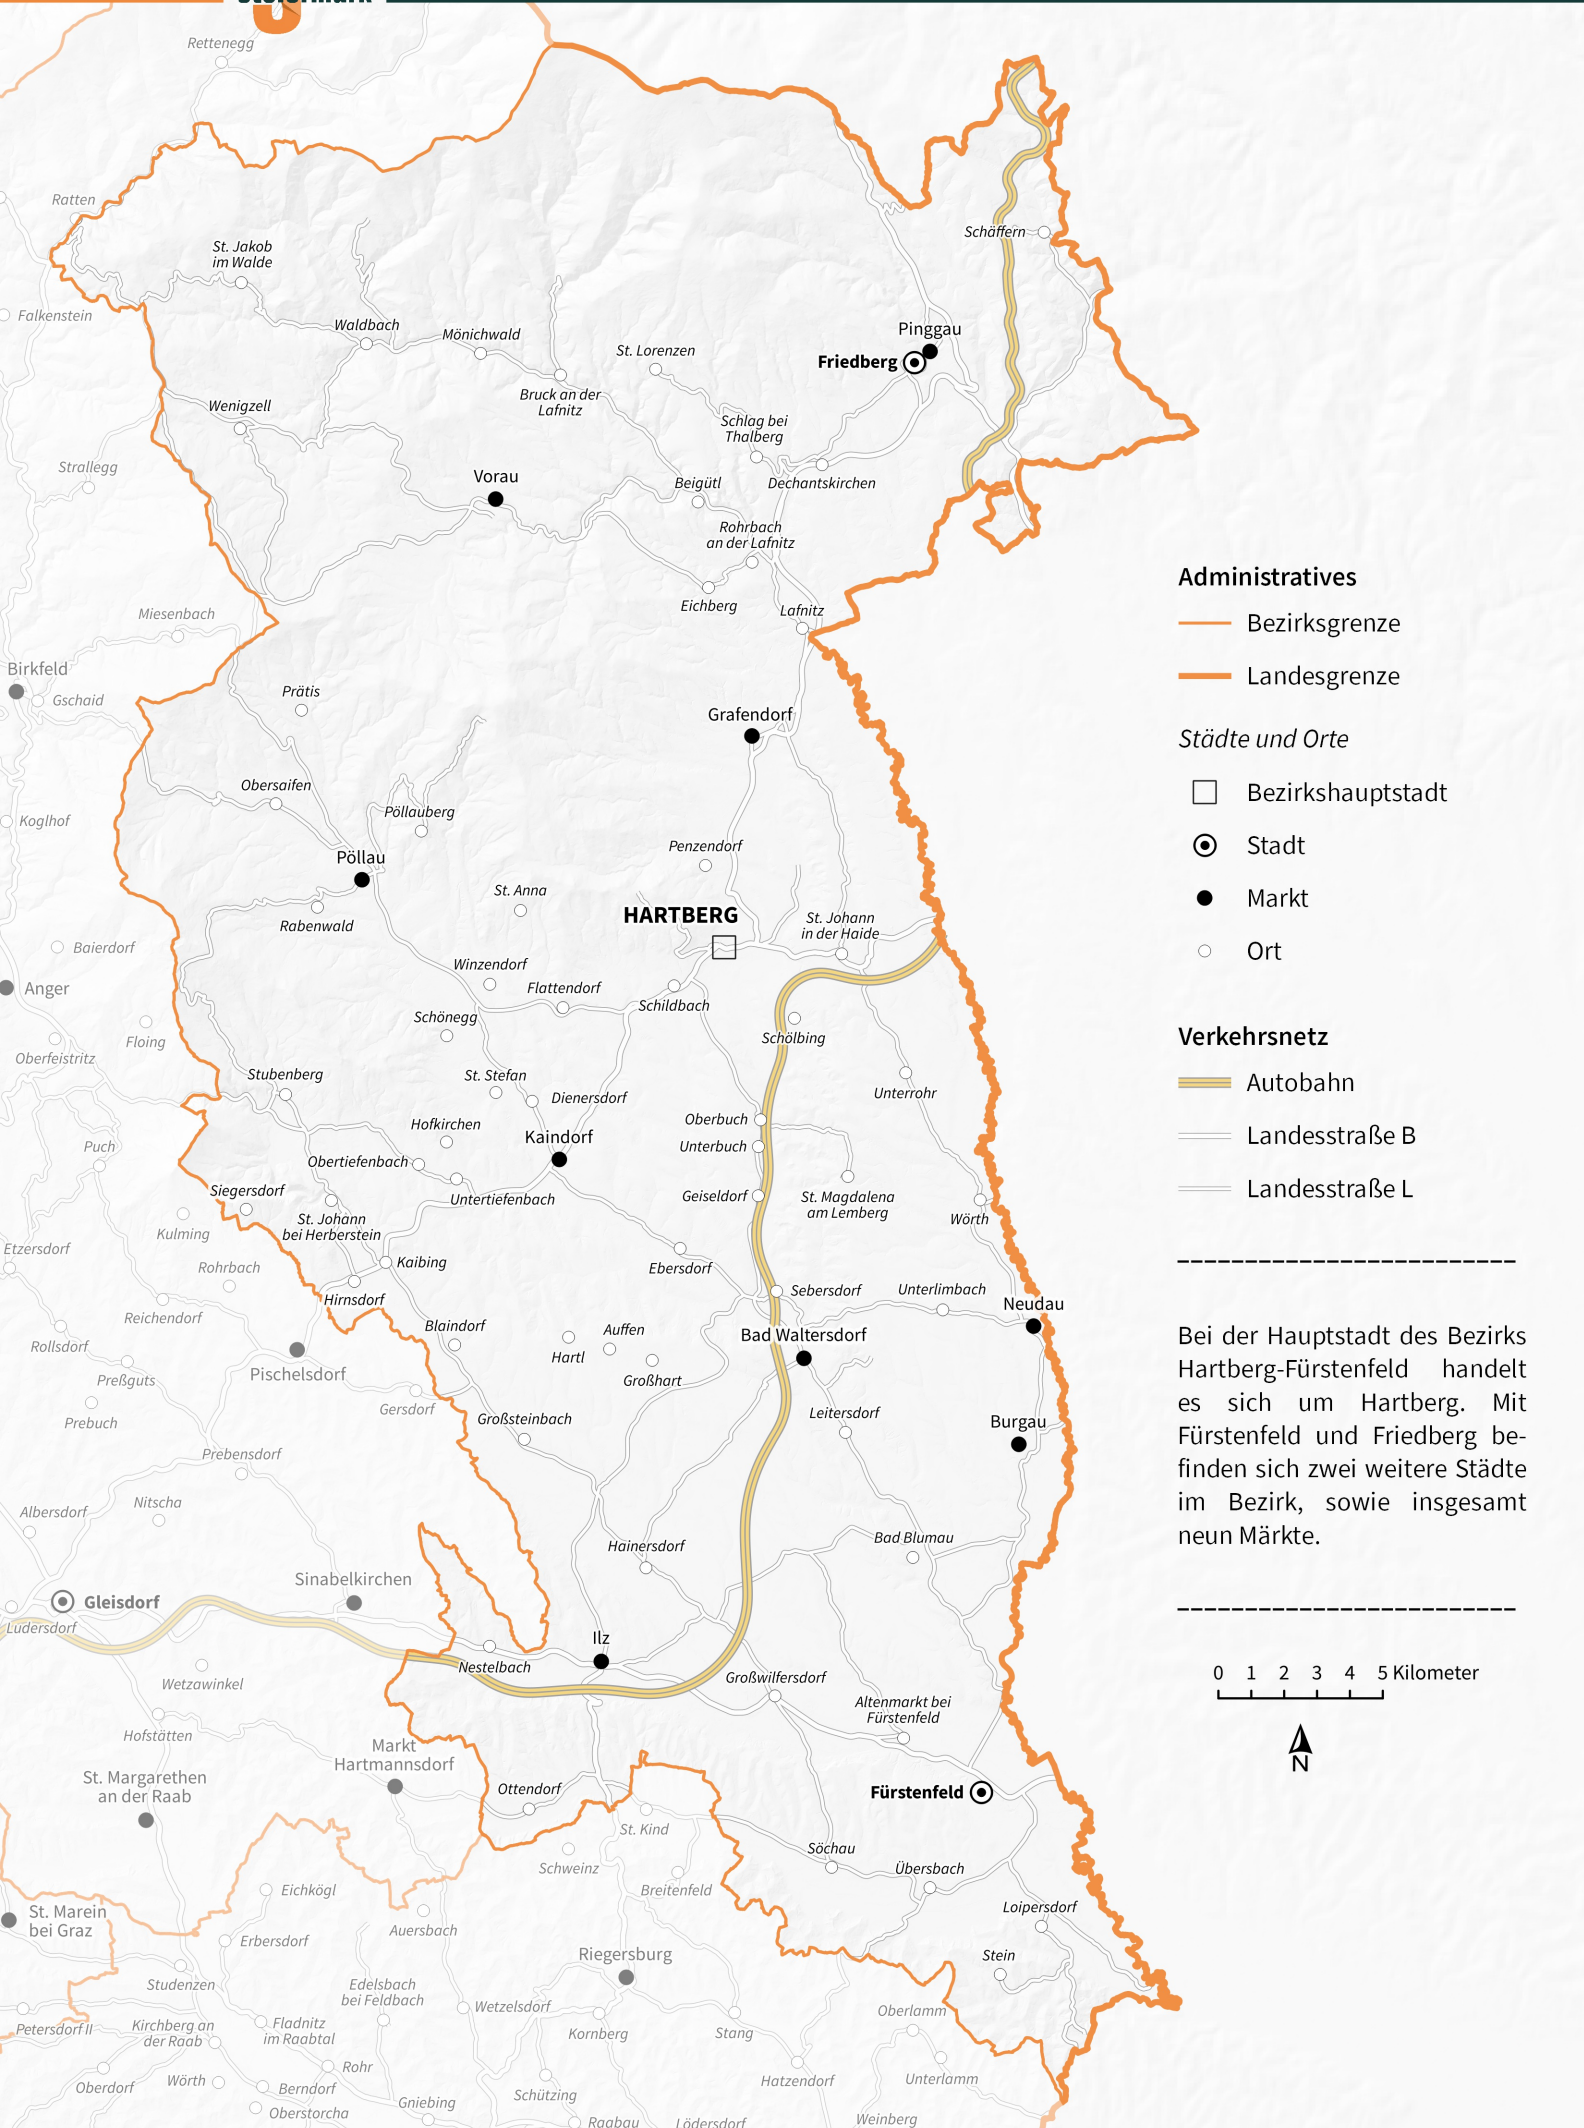 Steiermark
Rettenegg
Ratten
St. Jakob
im Walde
Schäffern
Falkenstein
Waldbach
Mönichwald
St. Lorenzen
Pinggau
Friedberg
Bruck an der
Lafnitz
Wenigzell
Schlag bei
Thalberg
Strallegg
Vorau
Beigütl
Dechantskirchen
Rohrbach
an der Lafnitz
Eichberg
Lafnitz
Miesenbach
Birkfeld
Gschaid
Prätis
Grafendorf
Obersaifen
Pöllauberg
Koglhof
Pöllau
Penzendorf
St. Anna
Rabenwald
HARTBERG
St. Johann
in der Haide
Baierdorf
Winzendorf
Flattendorf
Anger
Schildbach
Schönegg
Schölbing
Floing
Oberfeistritz
Stubenberg
St. Stefan
Dienersdorf
Unterrohr
Hofkirchen
Oberbuch
Kaindorf
Unterbuch
Puch
Obertiefenbach
Siegersdorf
Untertiefenbach
Geiseldorf
St. Magdalena
am Lemberg
St. Johann
bei Herberstein
Wörth
Kulming
Etzersdorf
Kaibing
Ebersdorf
Rohrbach
Hirnsdorf
Sebersdorf
Unterlimbach
Neudau
Reichendorf
Blaindorf
Auffen
Bad Waltersdorf
Rollsdorf
Hartl
Großhart
Pischelsdorf
Preßguts
Gersdorf
Großsteinbach
Leitersdorf
Burgau
Prebuch
Prebensdorf
Nitscha
Albersdorf
Hainersdorf
Bad Blumau
Sinabelkirchen
Gleisdorf
Ludersdorf
Ilz
Nestelbach
Großwilfersdorf
Wetzawinkel
Altenmarkt bei
Fürstenfeld
Hofstätten
Markt
Hartmannsdorf
St. Margarethen
an der Raab
Ottendorf
Fürstenfeld
St. Kind
Söchau
Schweinz
Übersbach
Eichkögl
Breitenfeld
Loipersdorf
St. Marein
bei Graz
Auersbach
Erbersdorf
Riegersburg
Stein
Studenzen
Edelsbach
bei Feldbach
Wetzelsdorf
Oberlamm
Petersdorf II
Kirchberg an
der Raab
Fladnitz
im Raabtal
Kornberg
Stang
Rohr
Oberdorf
Wörth
Berndorf
Hatzendorf
Unterlamm
Schützing
Gniebing
Oberstorcha
Raabau
Lödersdorf
Weinberg
Administratives
Bezirksgrenze
Landesgrenze
Städte und Orte
Bezirkshauptstadt
Stadt
Markt
Ort
Verkehrsnetz
Autobahn
Landesstraße B
Landesstraße L
Bei der Hauptstadt des Bezirks
Hartberg-Fürstenfeld handelt
es sich um Hartberg. Mit
Fürstenfeld und Friedberg be-
finden sich zwei weitere Städte
im Bezirk, sowie insgesamt
neun Märkte.
0 1 2 3 4 5 Kilometer
N